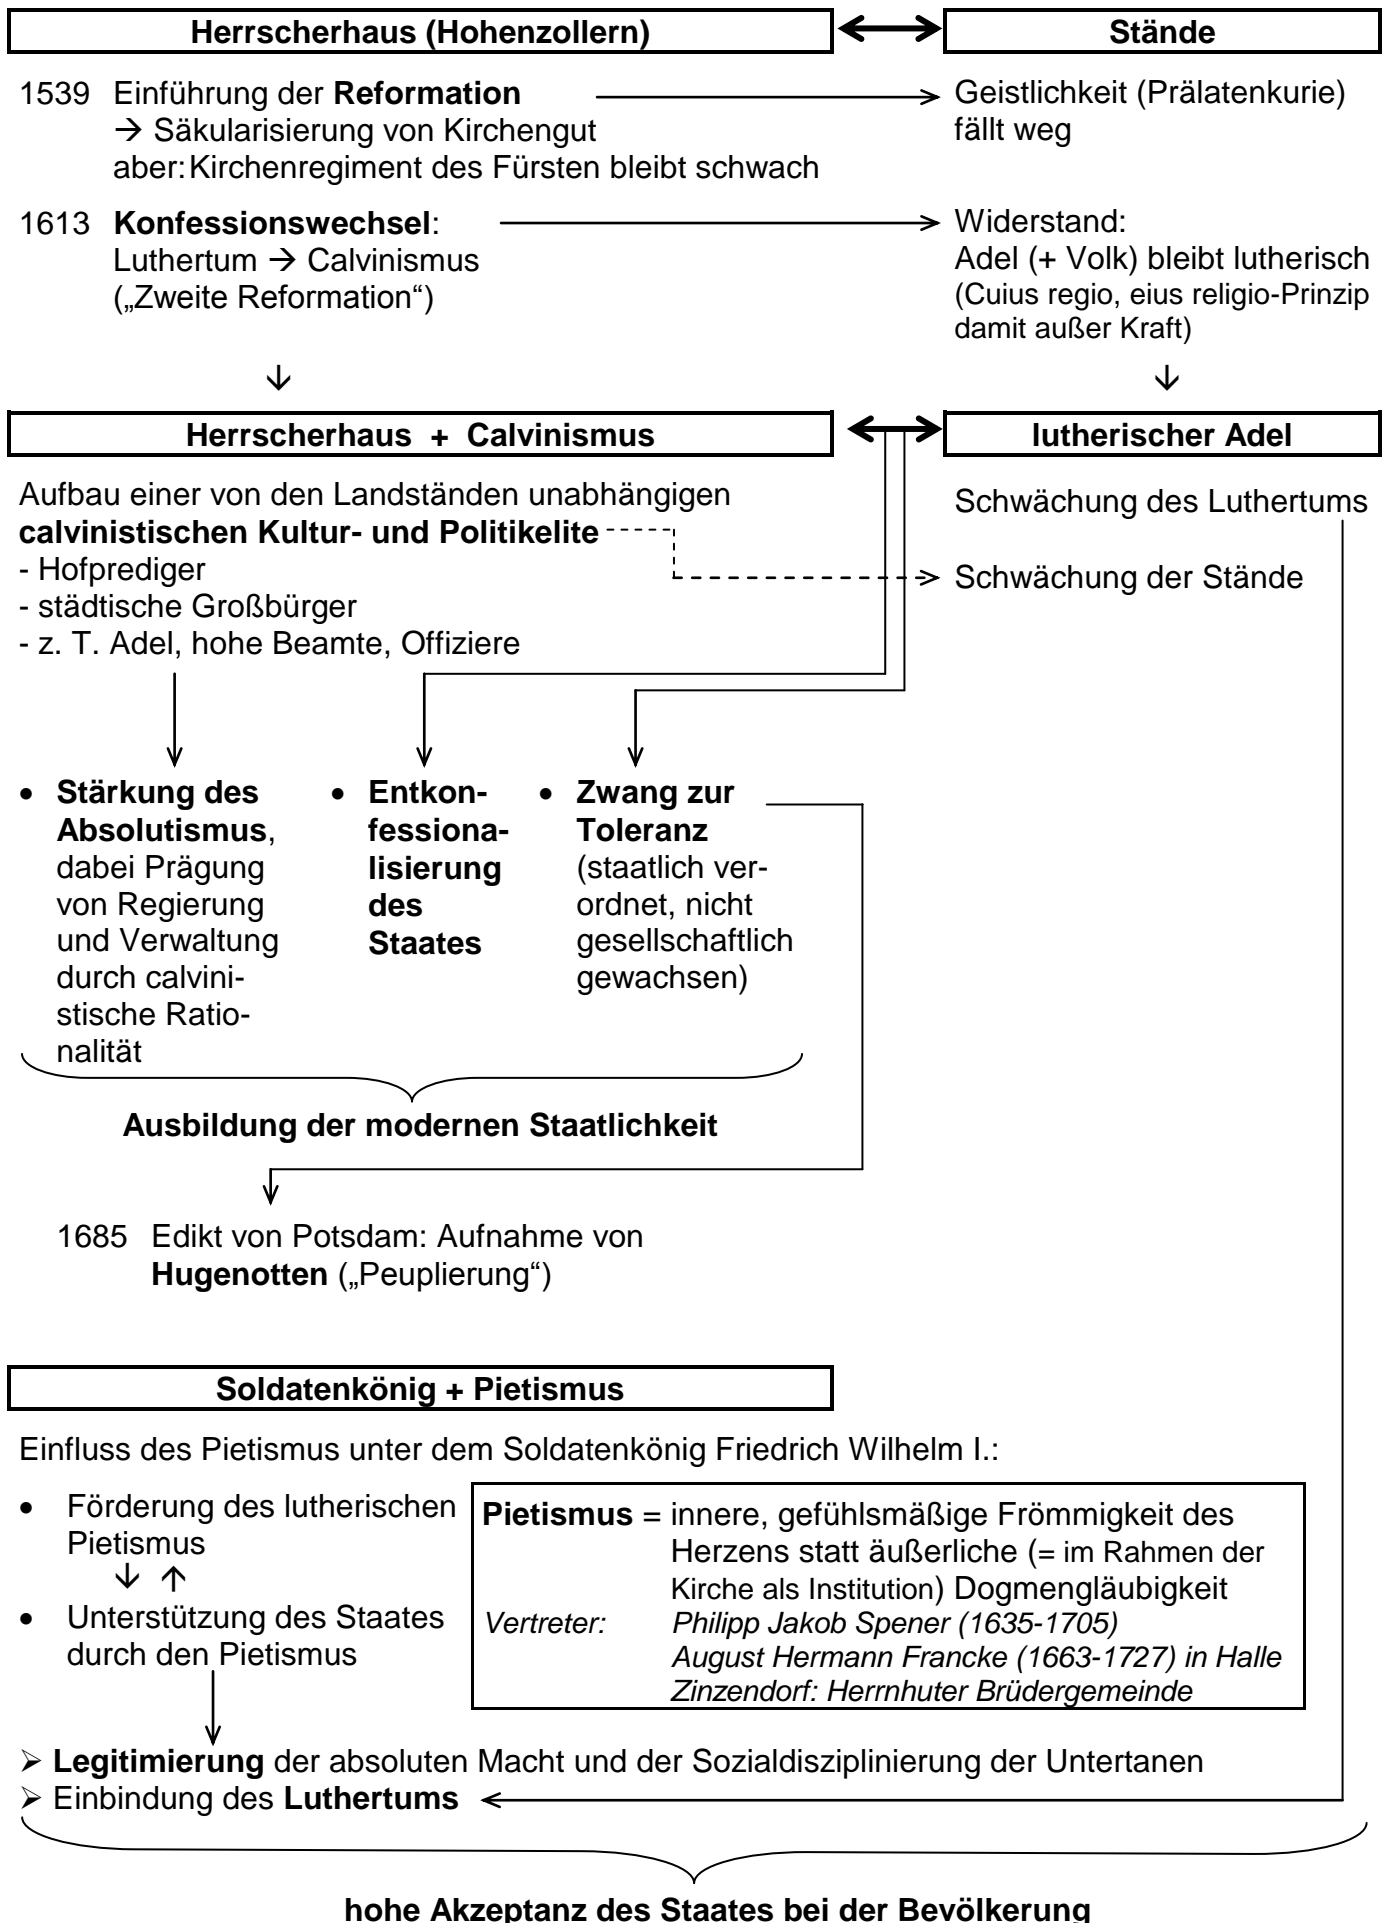 Herrscherhaus (Hohenzollern)
Stände
1539 Einführung der Reformation
→ Säkularisierung von Kirchengut
aber: Kirchenregiment des Fürsten bleibt schwach
Geistlichkeit (Prälatenkurie)
fällt weg
1613 Konfessionswechsel:
Luthertum → Calvinismus
(„Zweite Reformation“)
Widerstand:
Adel (+ Volk) bleibt lutherisch
(Cuius regio, eius religio-Prinzip
damit außer Kraft)
Herrscherhaus + Calvinismus
lutherischer Adel
Aufbau einer von den Landständen unabhängigen
calvinistischen Kultur- und Politikelite
- Hofprediger
- städtische Großbürger
- z. T. Adel, hohe Beamte, Offiziere
Schwächung des Luthertums
Schwächung der Stände
• Stärkung des
Absolutismus,
dabei Prägung
von Regierung
und Verwaltung
durch calvini-
stische Ratio-
nalität
• Entkon-
fessiona-
lisierung
des
Staates
• Zwang zur
Toleranz
(staatlich ver-
ordnet, nicht
gesellschaftlich
gewachsen)
Ausbildung der modernen Staatlichkeit
1685 Edikt von Potsdam: Aufnahme von
Hugenotten („Peuplierung“)
Soldatenkönig + Pietismus
Einfluss des Pietismus unter dem Soldatenkönig Friedrich Wilhelm I.:
• Förderung des lutherischen
Pietismus
↓ ↑
• Unterstützung des Staates
durch den Pietismus
Pietismus = innere, gefühlsmäßige Frömmigkeit des
Herzens statt äußerliche (= im Rahmen der
Kirche als Institution) Dogmengläubigkeit
Vertreter: Philipp Jakob Spener (1635-1705)
August Hermann Francke (1663-1727) in Halle
Zinzendorf: Herrnhuter Brüdergemeinde
➢ Legitimierung der absoluten Macht und der Sozialdisziplinierung der Untertanen
➢ Einbindung des Luthertums
hohe Akzeptanz des Staates bei der Bevölkerung